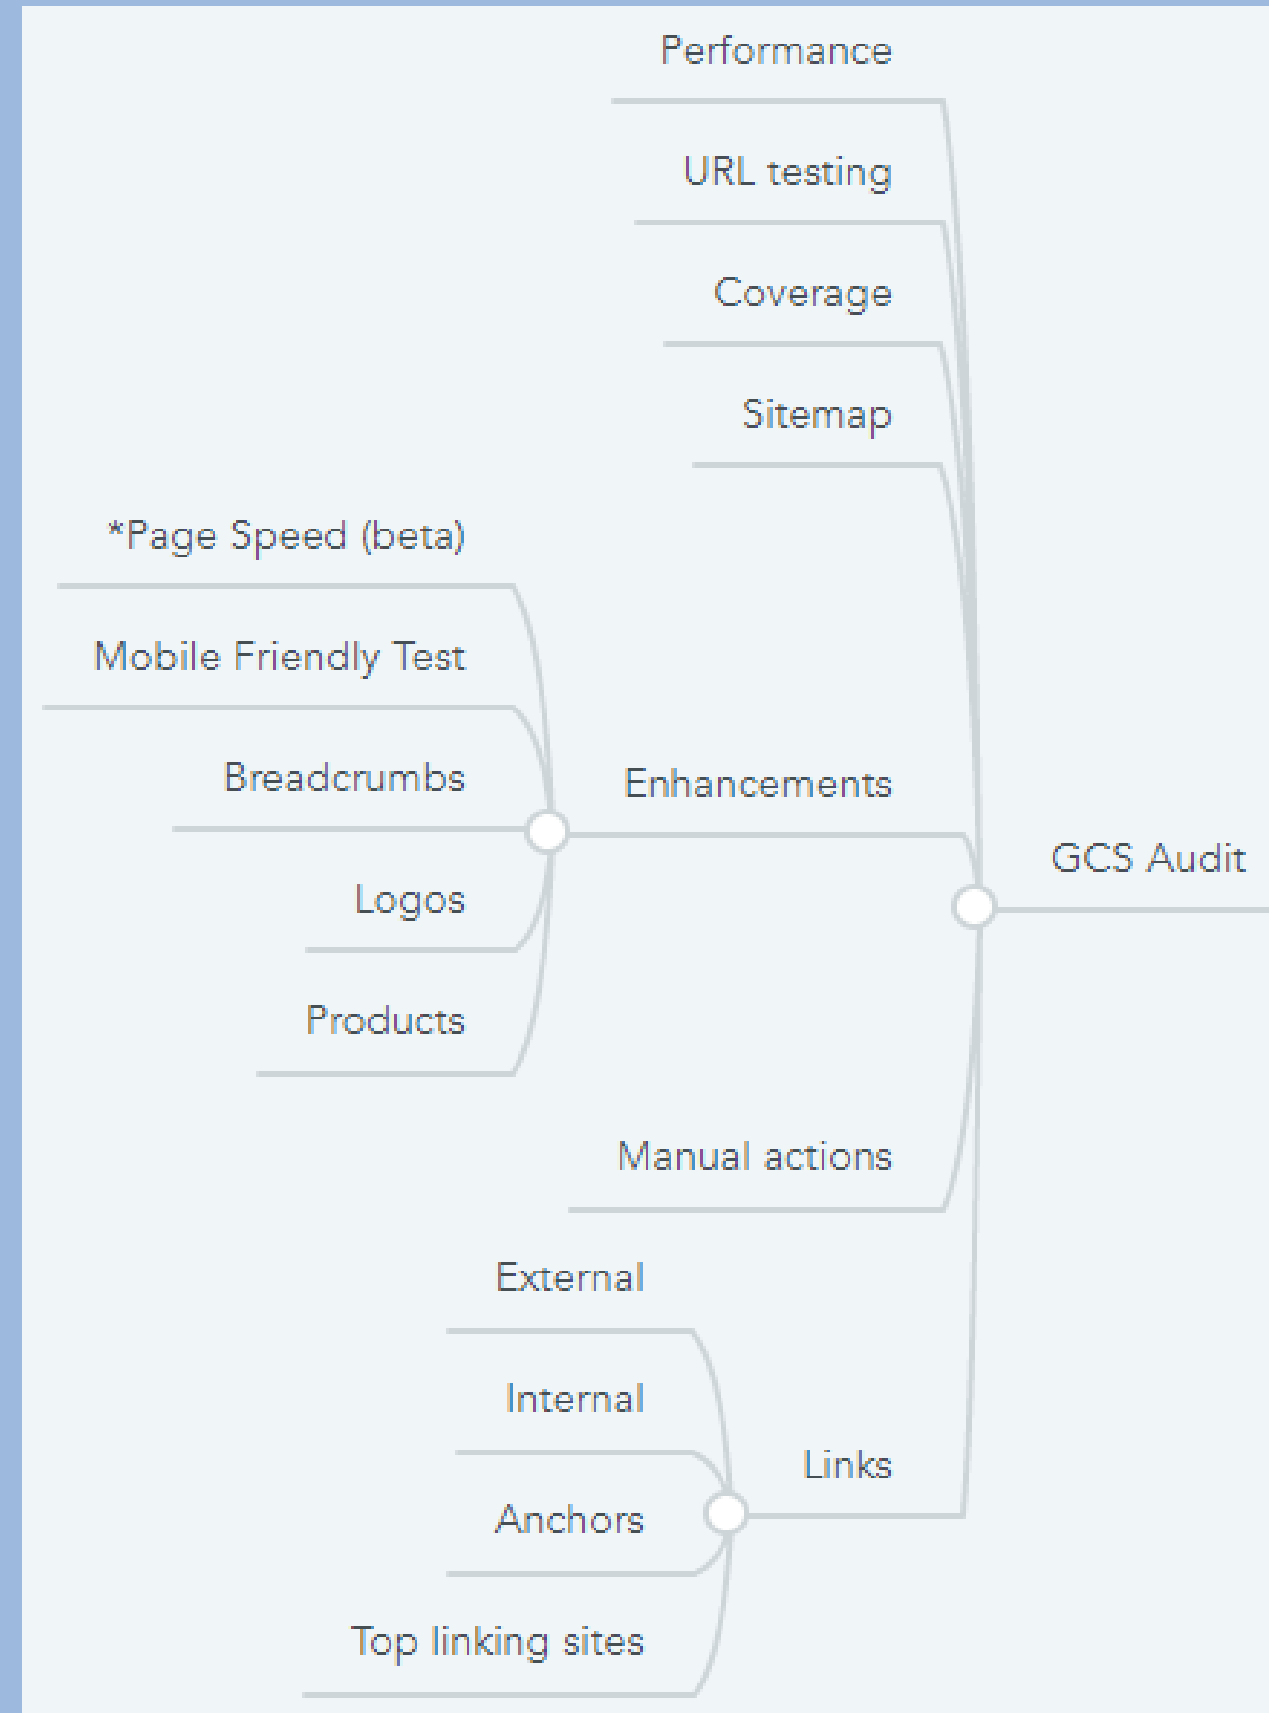 Performance
URL testing
Coverage
Sitemap
*Page Speed (beta)
Mobile Friendly Test
Breadcrumbs
Logos
Products
Enhancements
GCS Audit
Manual actions
External
Internal
Anchors
Top linking sites
Links